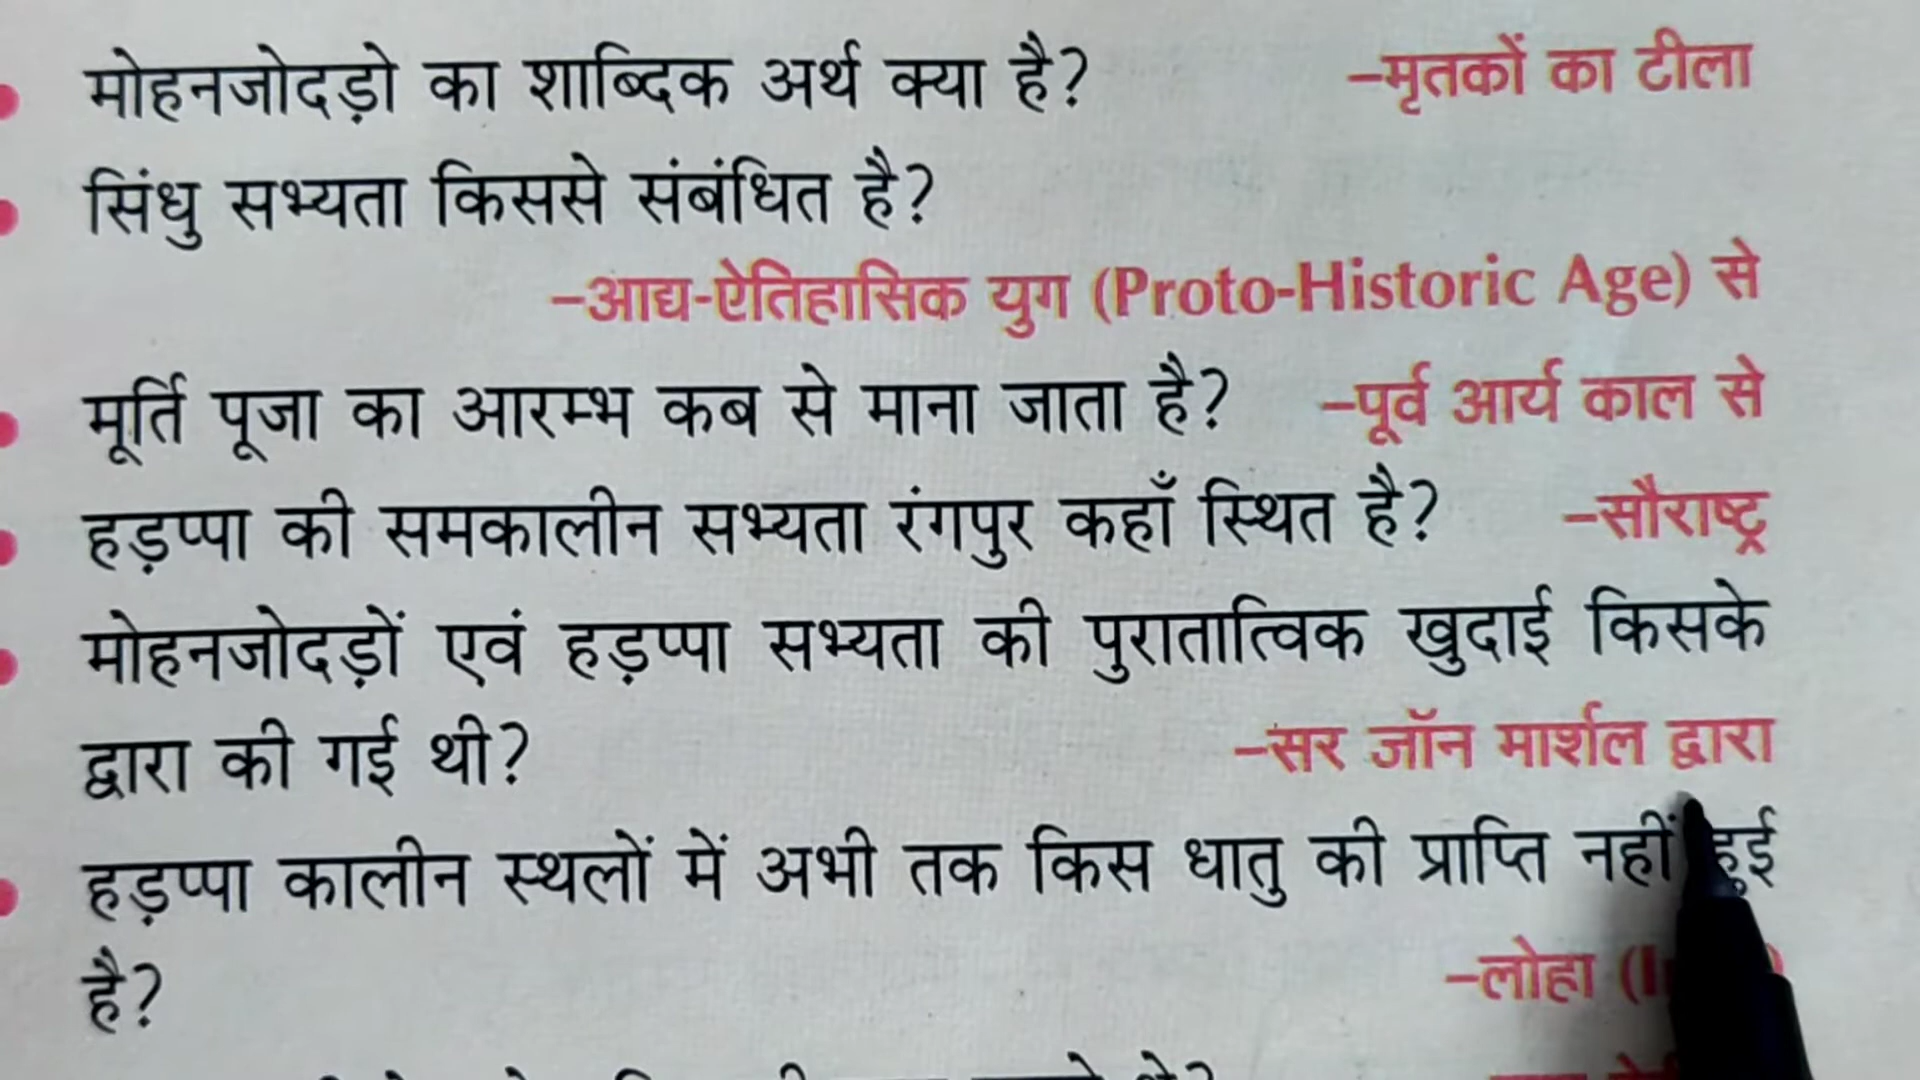 मोहनजोदड़ो का शाब्दिक अर्थ क्या है? –मृतकों का टीला
सिंधु सभ्यता किससे संबंधित है?
–आद्य-ऐतिहासिक युग (Proto-Historic Age) से
मूर्ति पूजा का आरम्भ कब से माना जाता है? –पूर्व आर्य काल से
हड़प्पा की समकालीन सभ्यता रंगपुर कहाँ स्थित है? –सौराष्ट्र
मोहनजोदड़ों एवं हड़प्पा सभ्यता की पुरातात्विक खुदाई किसके
द्वारा की गई थी? –सर जॉन मार्शल द्वारा
हड़प्पा कालीन स्थलों में अभी तक किस धातु की प्राप्ति नहीं हुई
है? –लोहा